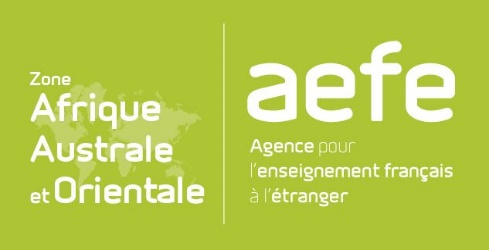 Zone
Afrique
Australe
et Orientale
aefe
Agence pour
l'enseignement français
à l'étranger